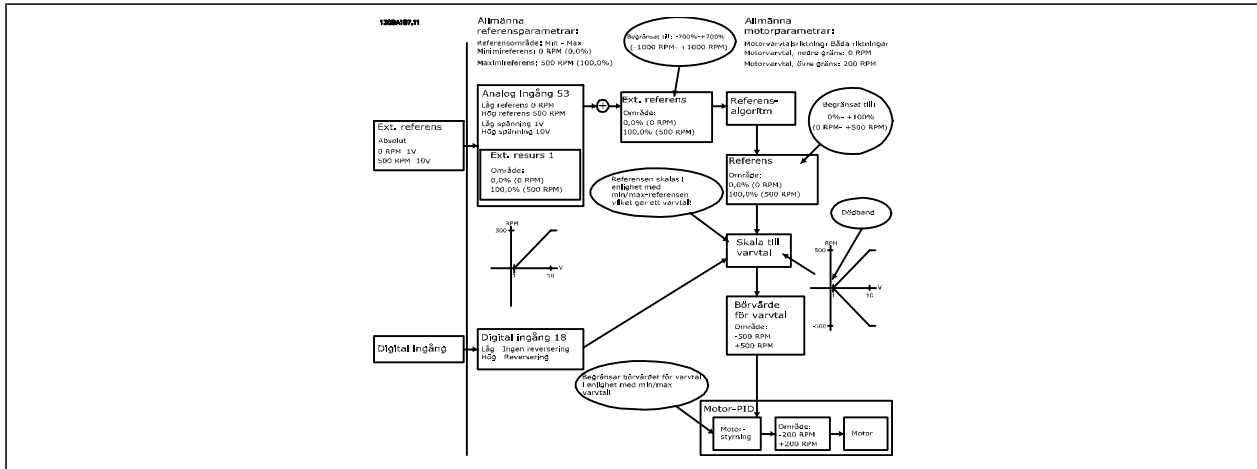 130BA187.11
Allmänna
referensparametrar:
Referensområde: Min - Max
Minimireferens: 0 RPM (0,0%)
Maximireferens: 500 RPM (100,0%)
Begränsat till: -200%-+200%
(-1000 RPM- +1000 RPM)
Allmänna
motorparametrar:
Motorvarvtalsriktning: Båda riktningar
Motorvarvtal, nedre gräns: 0 RPM
Motorvarvtal, övre gräns: 200 RPM
Ext. referens
Absolut
0 RPM 1V
500 RPM 10V
Analog ingång 53
Låg referens 0 RPM
Hög referens 500 RPM
Låg spänning 1V
Hög spänning 10V
Ext. resurs 1
Område:
0,0% (0 RPM)
100,0% (500 RPM)
Ext. referens
Område:
0,0% (0 RPM)
100,0% (500 RPM)
Referens-
algoritm
Begränsat till:
0%- +100%
(0 RPM- +500 RPM)
Referens
Område:
0,0% (0 RPM)
100,0% (500 RPM)
Referensen skalas i
enlighet med
min/max-referensen
vilket ger ett varvtal!
Dödband
RPM
500
V
1
10
Skala till
varvtal
RPM
500
V
1
10
-500
Börvärde
för varvtal
Område:
-500 RPM
+500 RPM
Digital ingång
Digital ingång 18
Låg Ingen reversering
Hög Reversering
Begränsar börvärdet för varvtal
i enlighet med min/max
varvtal!
Motor-PID
Motor-
styrning
Område:
-200 RPM
+200 RPM
Motor